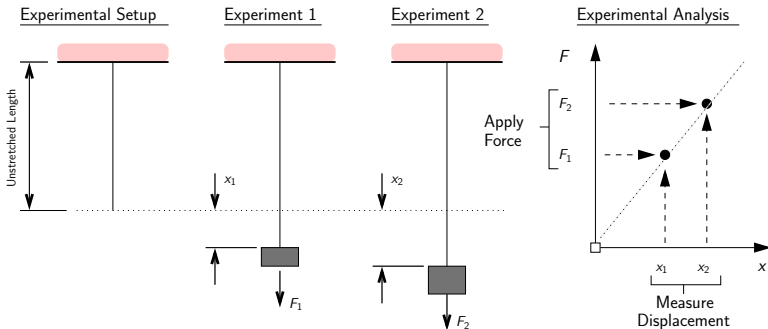 Experimental Setup
Experiment 1
Experiment 2
Experimental Analysis
Unstretched Length
x₁
x₂
F₁
F₂
F
Apply
Force
F₂
F₁
x₁
x₂
x
Measure
Displacement